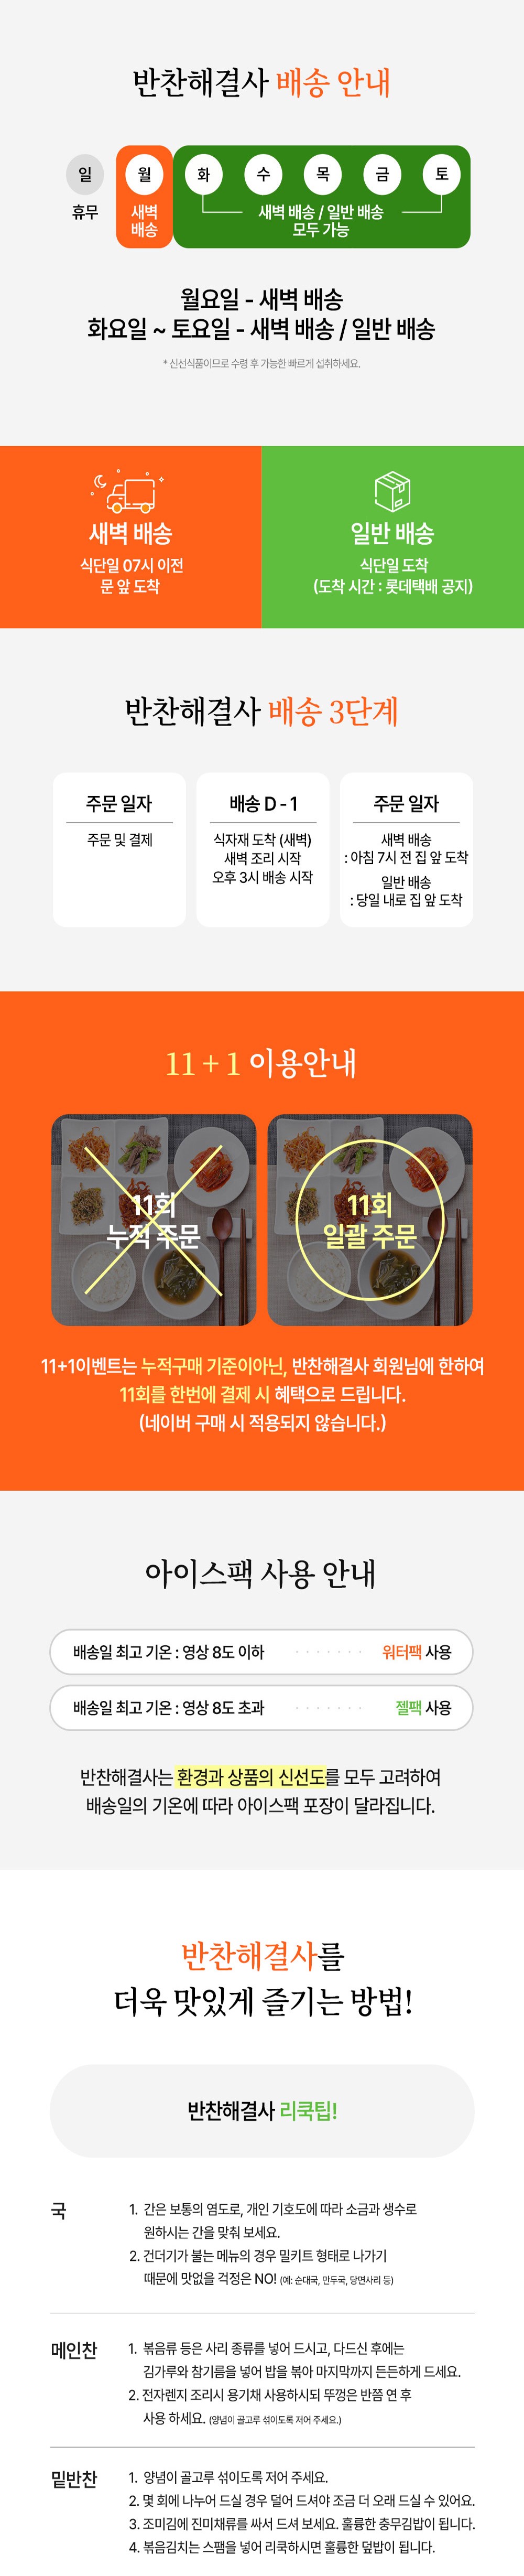 반찬해결사 배송 안내
일 월 화 수 목 금 토
휴무 새벽 배송 새벽 배송 / 일반 배송
모두 가능
월요일 - 새벽 배송
화요일 ~ 토요일 - 새벽 배송 / 일반 배송
* 신선식품이므로 수령 후 가능한 빠르게 섭취하세요.
새벽 배송
식단일 07시 이전
문 앞 도착
일반 배송
식단일 도착
(도착 시간 : 롯데택배 공지)
반찬해결사 배송 3단계
주문 일자
주문 및 결제
배송 D - 1
식자재 도착 (새벽)
새벽 조리 시작
오후 3시 배송 시작
주문 일자
새벽 배송
: 아침 7시 전 집 앞 도착
일반 배송
: 당일 내로 집 앞 도착
11 + 1 이용안내
11회
누적 주문
11회
일괄 주문
11+1이벤트는 누적구매 기준이아닌, 반찬해결사 회원님에 한하여
11회를 한번에 결제 시 혜택으로 드립니다.
(네이버 구매 시 적용되지 않습니다.)
아이스팩 사용 안내
배송일 최고 기온 : 영상 8도 이하 · · · · · · · 워터팩 사용
배송일 최고 기온 : 영상 8도 초과 · · · · · · · 젤팩 사용
반찬해결사는 환경과 상품의 신선도를 모두 고려하여
배송일의 기온에 따라 아이스팩 포장이 달라집니다.
반찬해결사를
더욱 맛있게 즐기는 방법!
반찬해결사 리쿡팁!
국
1. 간은 보통의 염도로, 개인 기호도에 따라 소금과 생수로
원하시는 간을 맞춰 보세요.
2. 건더기가 불는 메뉴의 경우 밀키트 형태로 나가기
때문에 맛없을 걱정은 NO! (예: 순대국, 만두국, 당면사리 등)
메인찬
1. 볶음류 등은 사리 종류를 넣어 드시고, 다드신 후에는
김가루와 참기름을 넣어 밥을 볶아 마지막까지 든든하게 드세요.
2. 전자렌지 조리시 용기채 사용하시되 뚜껑은 반쯤 연 후
사용 하세요. (양념이 골고루 섞이도록 저어 주세요.)
밑반찬
1. 양념이 골고루 섞이도록 저어 주세요.
2. 몇 회에 나누어 드실 경우 덜어 드셔야 조금 더 오래 드실 수 있어요.
3. 조미김에 진미채류를 싸서 드셔 보세요. 훌륭한 충무김밥이 됩니다.
4. 볶음김치는 스팸을 넣어 리쿡하시면 훌륭한 덮밥이 됩니다.